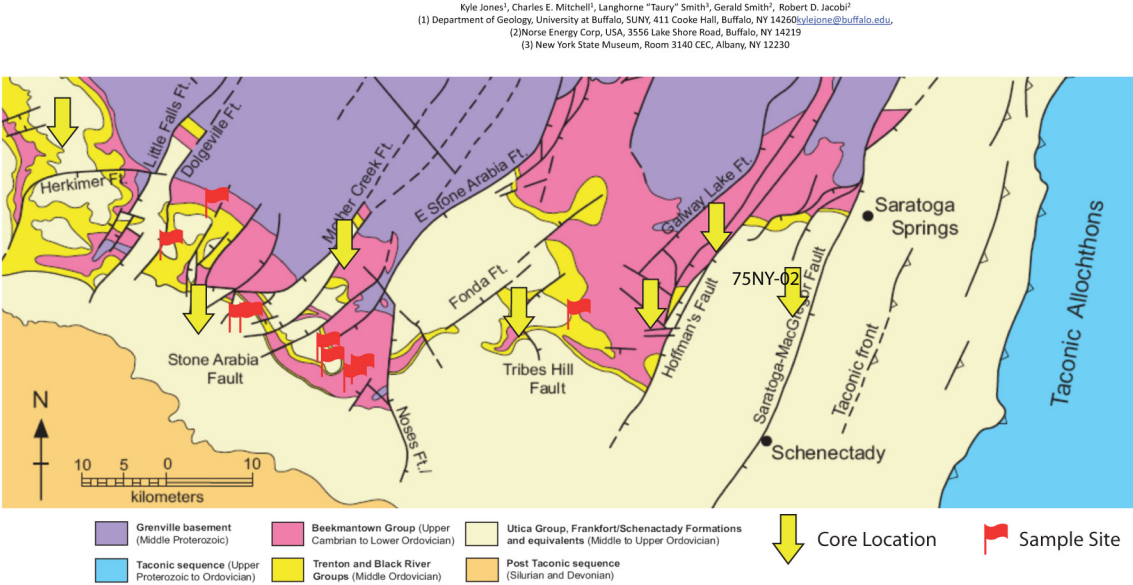 Kyle Jones¹, Charles E. Mitchell¹, Langhorne "Taury" Smith³, Gerald Smith², Robert D. Jacobi²
(1) Department of Geology, University at Buffalo, SUNY, 411 Cooke Hall, Buffalo, NY 14260kylejone@buffalo.edu,
(2)Norse Energy Corp, USA, 3556 Lake Shore Road, Buffalo, NY 14219
(3) New York State Museum, Room 3140 CEC, Albany, NY 12230
Little Falls Ft.
Dolgeville Ft.
Herkimer Ft.
Mother Creek Ft.
E Stone Arabia Ft.
Galway Lake Ft.
Saratoga
Springs
Fonda Ft.
75NY-02
Hoffman's Fault
Saratoga-MacGregor Fault
Taconic front
Taconic Allochthons
Stone Arabia
Fault
Tribes Hill
Fault
Noses Ft./
Schenectady
N
10 5 0 10
kilometers
Grenville basement
(Middle Proterozoic)
Beekmantown Group (Upper
Cambrian to Lower Ordovician)
Utica Group, Frankfort/Schenactady Formations
and equivalents (Middle to Upper Ordovician)
Taconic sequence (Upper
Proterozoic to Ordovician)
Trenton and Black River
Groups (Middle Ordovician)
Post Taconic sequence
(Silurian and Devonian)
Core Location
Sample Site